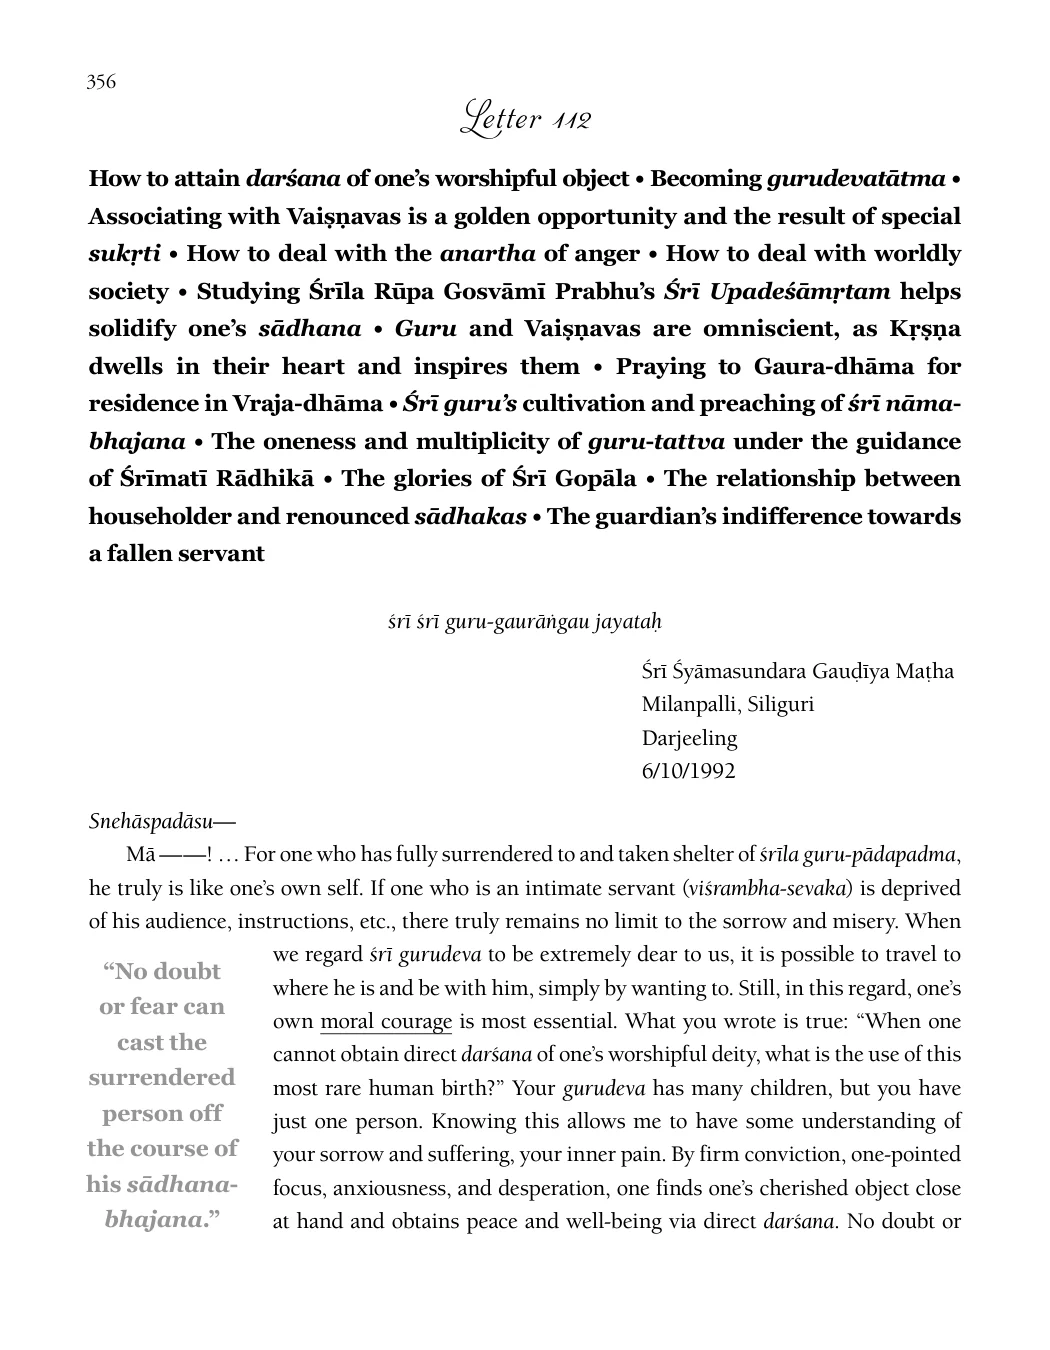 356
Letter 112
How to attain darśana of one’s worshipful object • Becoming gurudevatātma •
Associating with Vaiṣṇavas is a golden opportunity and the result of special
sukṛti • How to deal with the anartha of anger • How to deal with worldly
society • Studying Śrīla Rūpa Gosvāmī Prabhu’s Śrī Upadeśāmṛtam helps
solidify one’s sādhana • Guru and Vaiṣṇavas are omniscient, as Kṛṣṇa
dwells in their heart and inspires them • Praying to Gaura-dhāma for
residence in Vraja-dhāma • Śrī guru’s cultivation and preaching of śrī nāma-
bhajana • The oneness and multiplicity of guru-tattva under the guidance
of Śrīmatī Rādhikā • The glories of Śrī Gopāla • The relationship between
householder and renounced sādhakas • The guardian’s indifference towards
a fallen servant
śrī śrī guru-gaurāṅgau jayataḥ
Śrī Śyāmasundara Gauḍīya Maṭha
Milanpalli, Siliguri
Darjeeling
6/10/1992
Snehāspadāsu—
Mā ——! … For one who has fully surrendered to and taken shelter of śrīla guru-pādapadma,
he truly is like one’s own self. If one who is an intimate servant (viśrambha-sevaka) is deprived
of his audience, instructions, etc., there truly remains no limit to the sorrow and misery. When
we regard śrī gurudeva to be extremely dear to us, it is possible to travel to
where he is and be with him, simply by wanting to. Still, in this regard, one’s
own moral courage is most essential. What you wrote is true: “When one
cannot obtain direct darśana of one’s worshipful deity, what is the use of this
most rare human birth?” Your gurudeva has many children, but you have
just one person. Knowing this allows me to have some understanding of
your sorrow and suffering, your inner pain. By firm conviction, one-pointed
focus, anxiousness, and desperation, one finds one’s cherished object close
at hand and obtains peace and well-being via direct darśana. No doubt or
“No doubt
or fear can
cast the
surrendered
person off
the course of
his sādhana-
bhajana.”